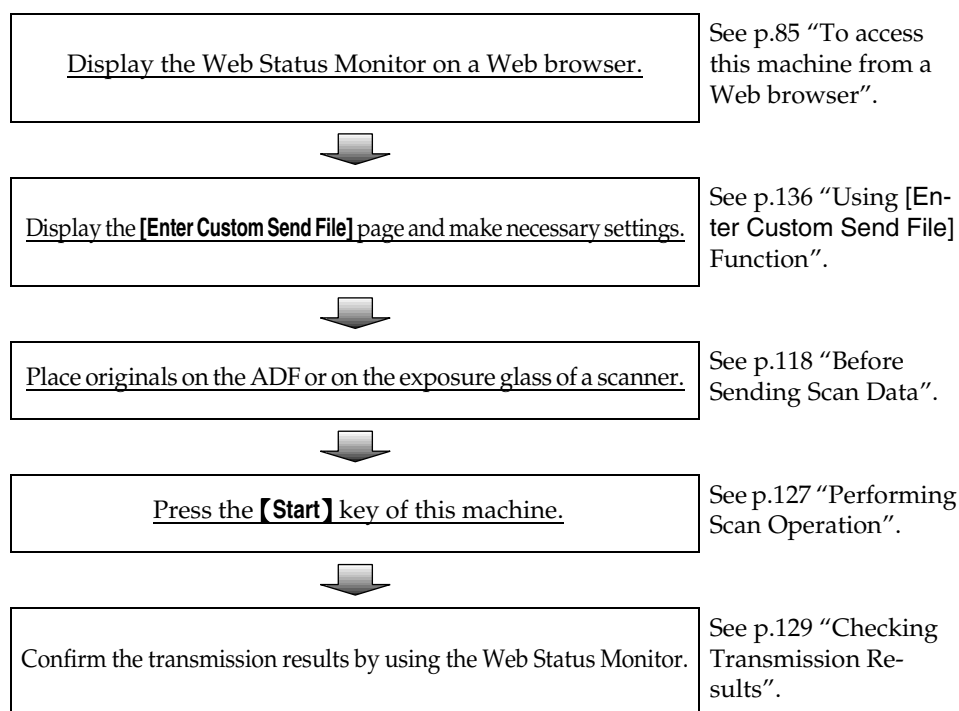 Display the Web Status Monitor on a Web browser.
See p.85 “To access
this machine from a
Web browser”.
Display the [Enter Custom Send File] page and make necessary settings.
See p.136 “Using [En-
ter Custom Send File]
Function”.
Place originals on the ADF or on the exposure glass of a scanner.
See p.118 “Before
Sending Scan Data”.
Press the 【Start】 key of this machine.
See p.127 “Performing
Scan Operation”.
Confirm the transmission results by using the Web Status Monitor.
See p.129 “Checking
Transmission Re-
sults”.